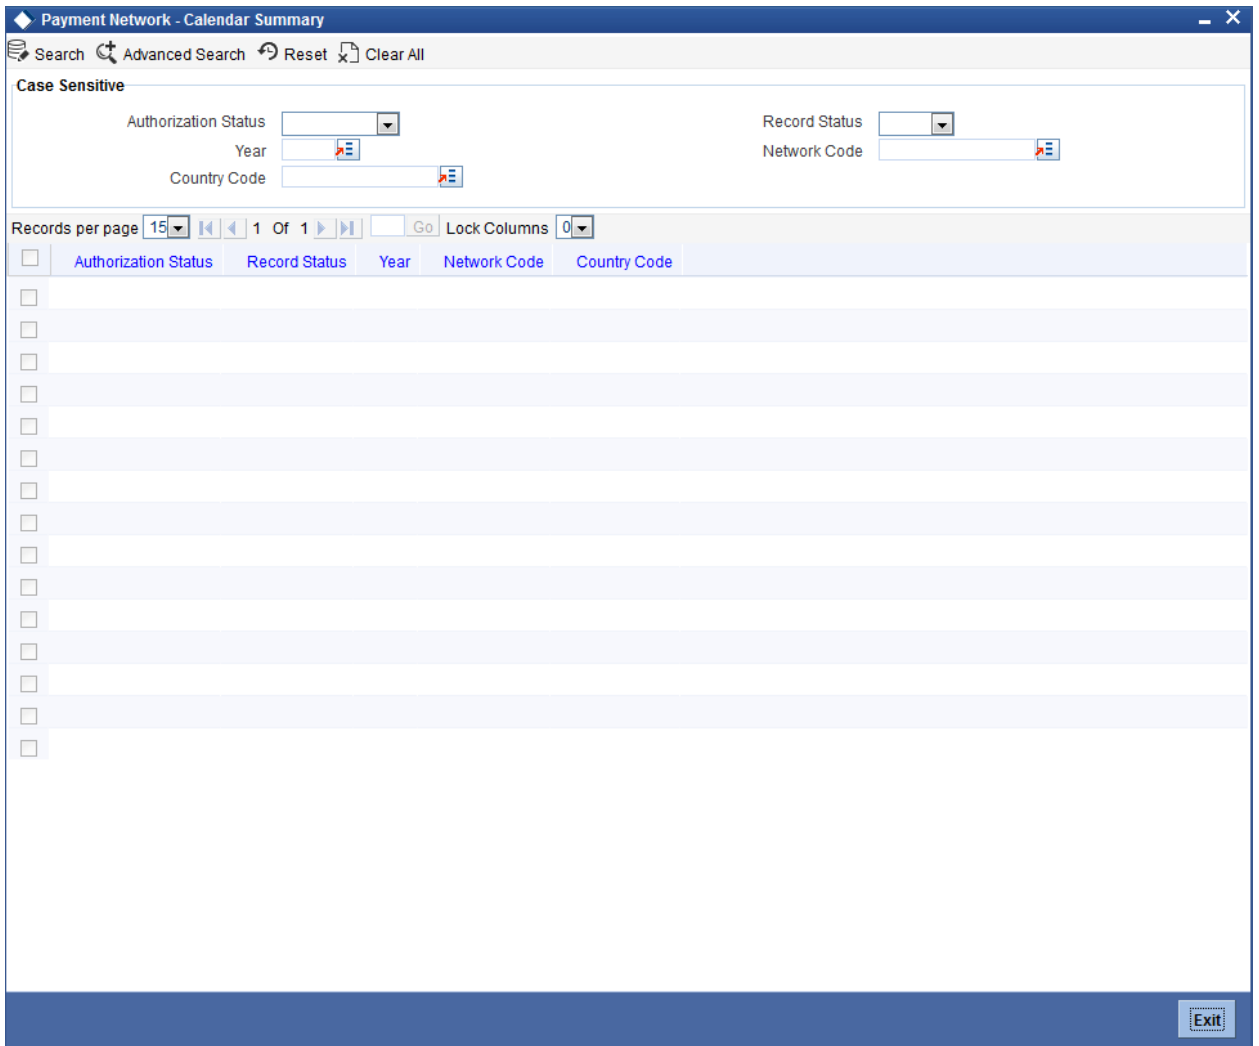 Payment Network - Calendar Summary
Search Advanced Search Reset Clear All
Case Sensitive
Authorization Status Record Status
Year Network Code
Country Code
Records per page 15 1 Of 1 Go Lock Columns 0
Authorization Status Record Status Year Network Code Country Code
Exit